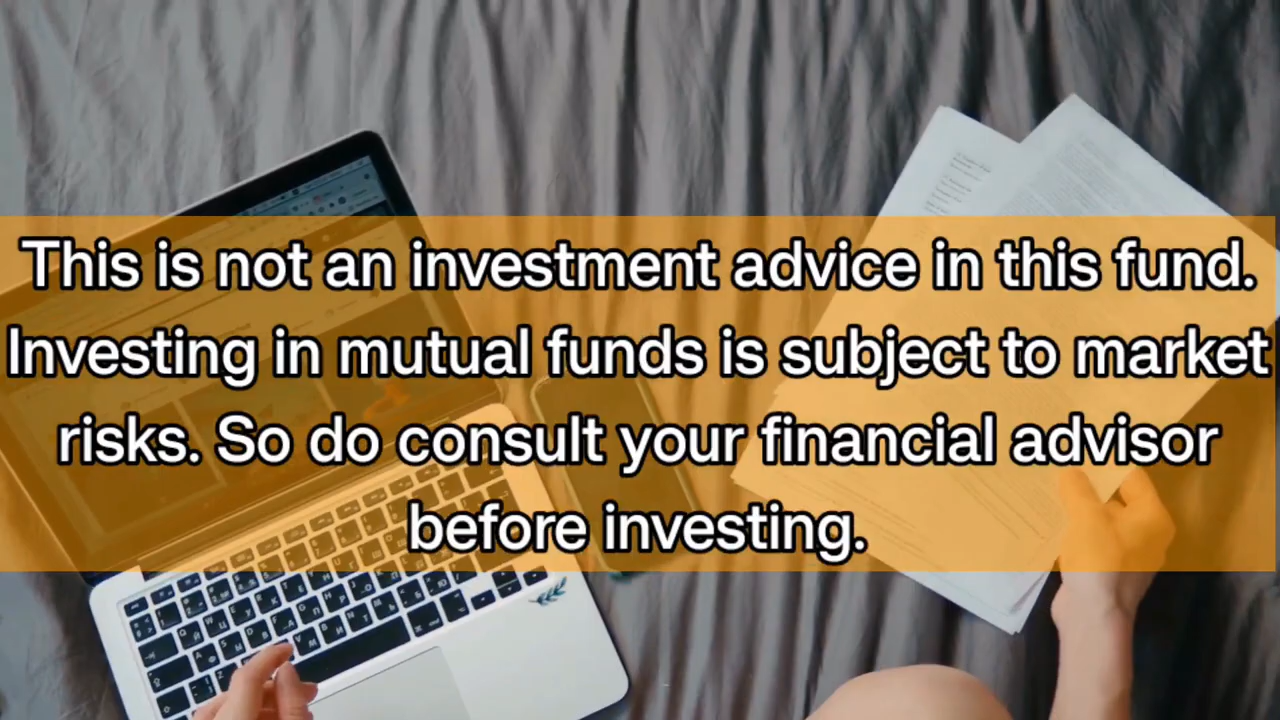 This is not an investment advice in this fund.
Investing in mutual funds is subject to market
risks. So do consult your financial advisor
before investing.